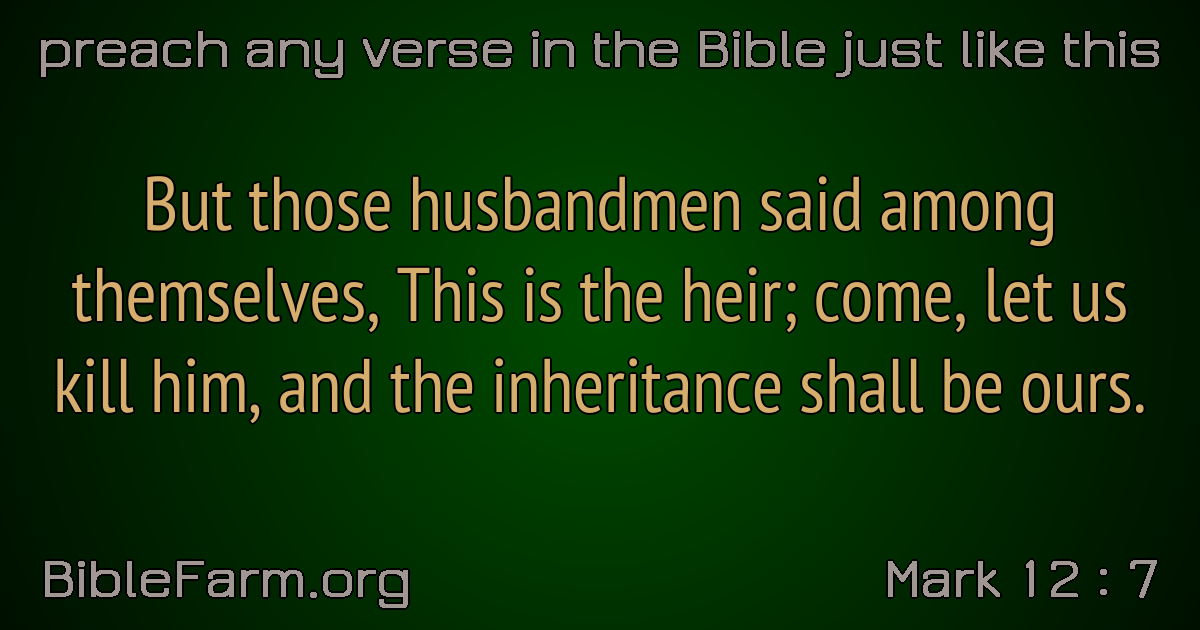 preach any verse in the Bible just like this
But those husbandmen said among
themselves, This is the heir; come, let us
kill him, and the inheritance shall be ours.
BibleFarm.org
Mark 12 : 7